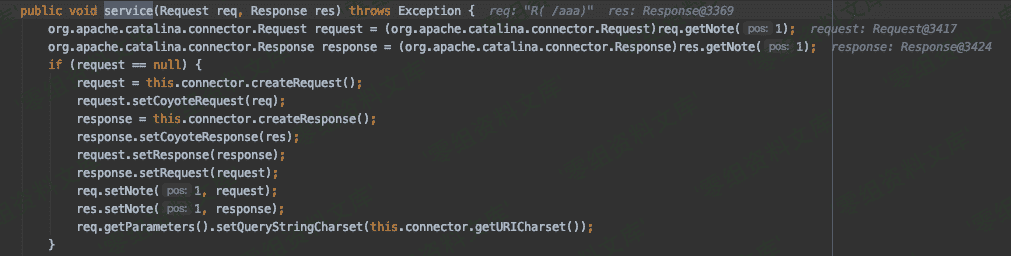 public void service(Request req, Response res) throws Exception {  req: "R( /aaa)"  res: Response@3369
org.apache.catalina.connector.Request request = (org.apache.catalina.connector.Request)req.getNote( pos: 1);  request: Request@3417
org.apache.catalina.connector.Response response = (org.apache.catalina.connector.Response)res.getNote( pos: 1);  response: Response@3424
if (request == null) {
request = this.connector.createRequest();
request.setCoyoteRequest(req);
response = this.connector.createResponse();
response.setCoyoteResponse(res);
request.setResponse(response);
response.setRequest(request);
req.setNote( pos: 1, request);
res.setNote( pos: 1, response);
req.getParameters().setQueryStringCharset(this.connector.getURICharset());
}